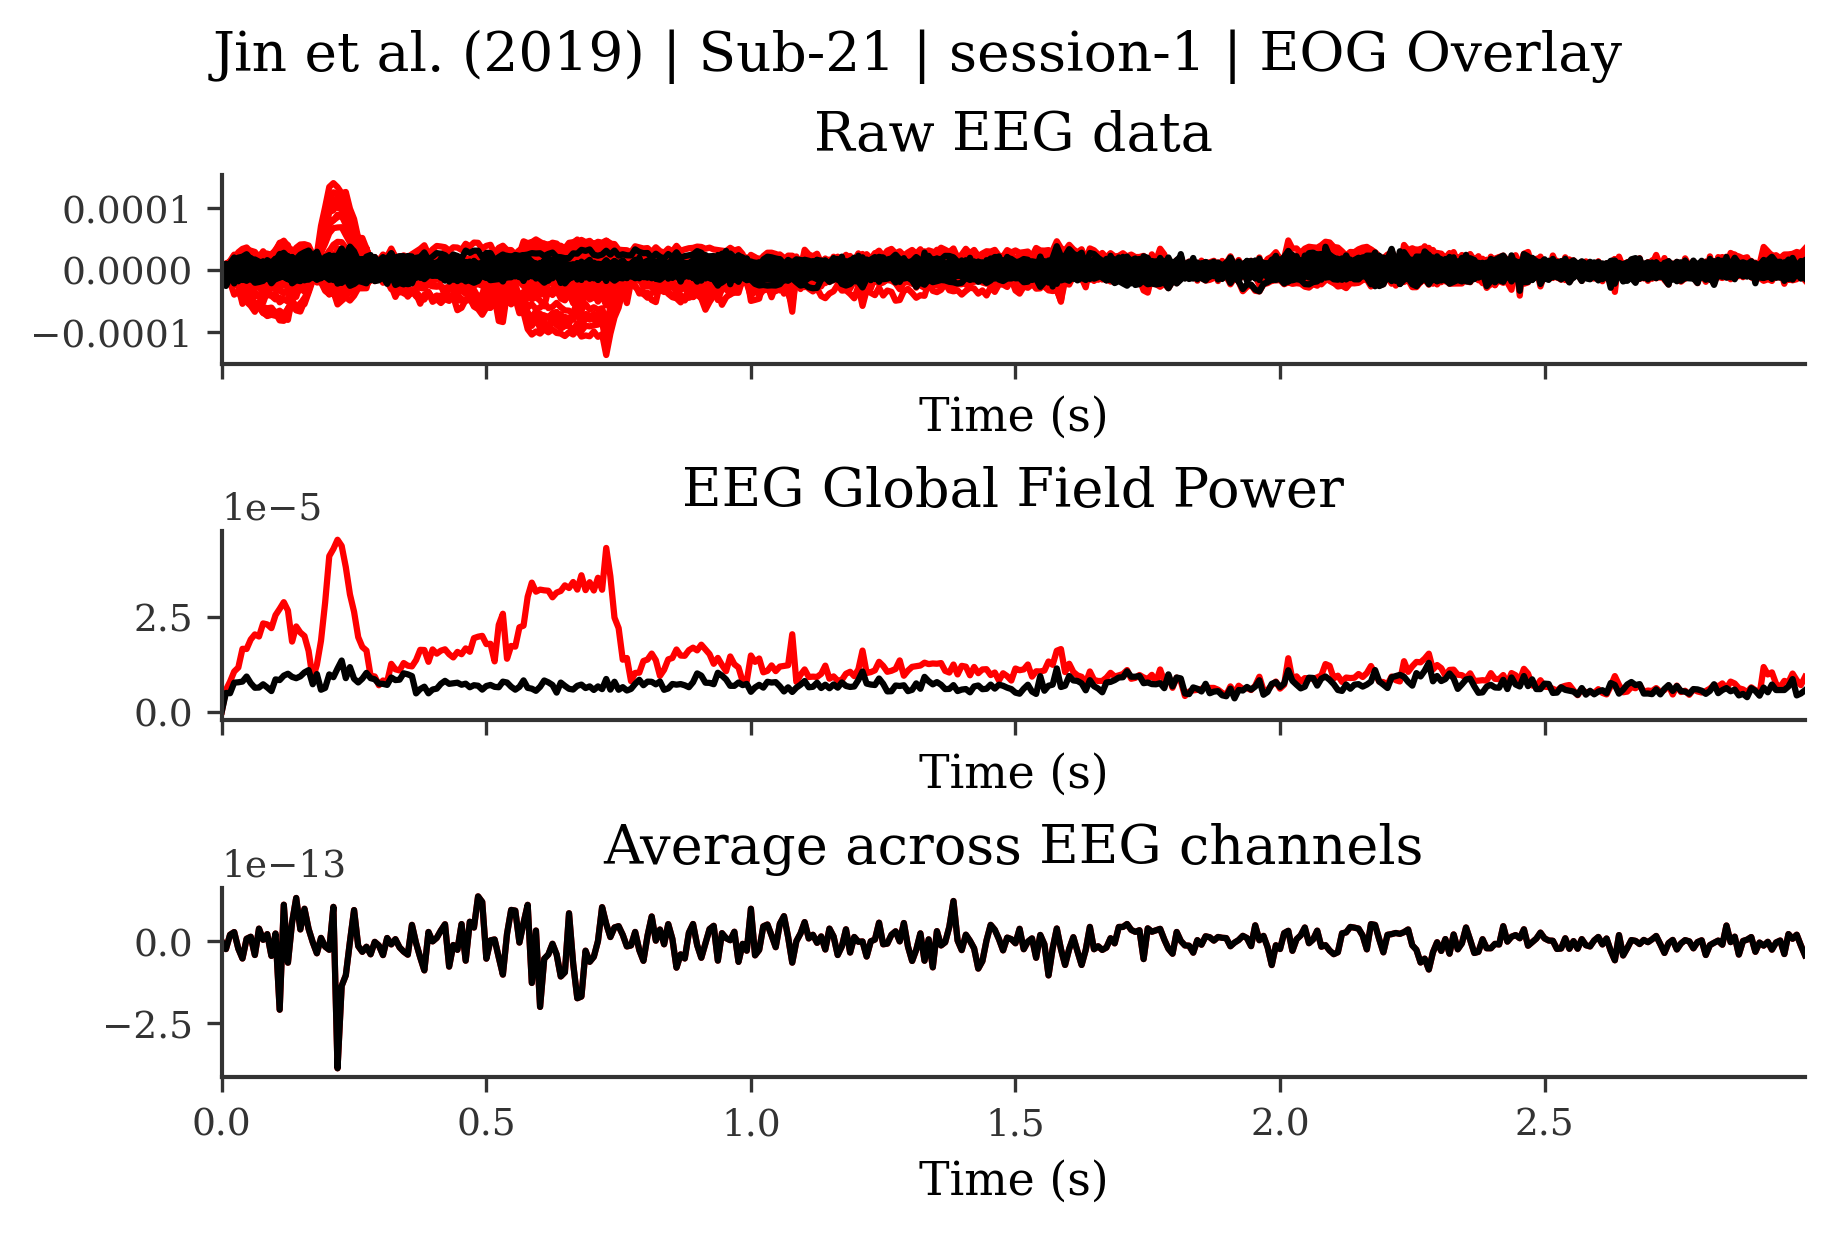 Jin et al. (2019) | Sub-21 | session-1 | EOG Overlay
Raw EEG data
0.0001
0.0000
−0.0001
Time (s)
EEG Global Field Power
1e−5
2.5
0.0
Time (s)
Average across EEG channels
1e−13
0.0
−2.5
0.0 0.5 1.0 1.5 2.0 2.5
Time (s)